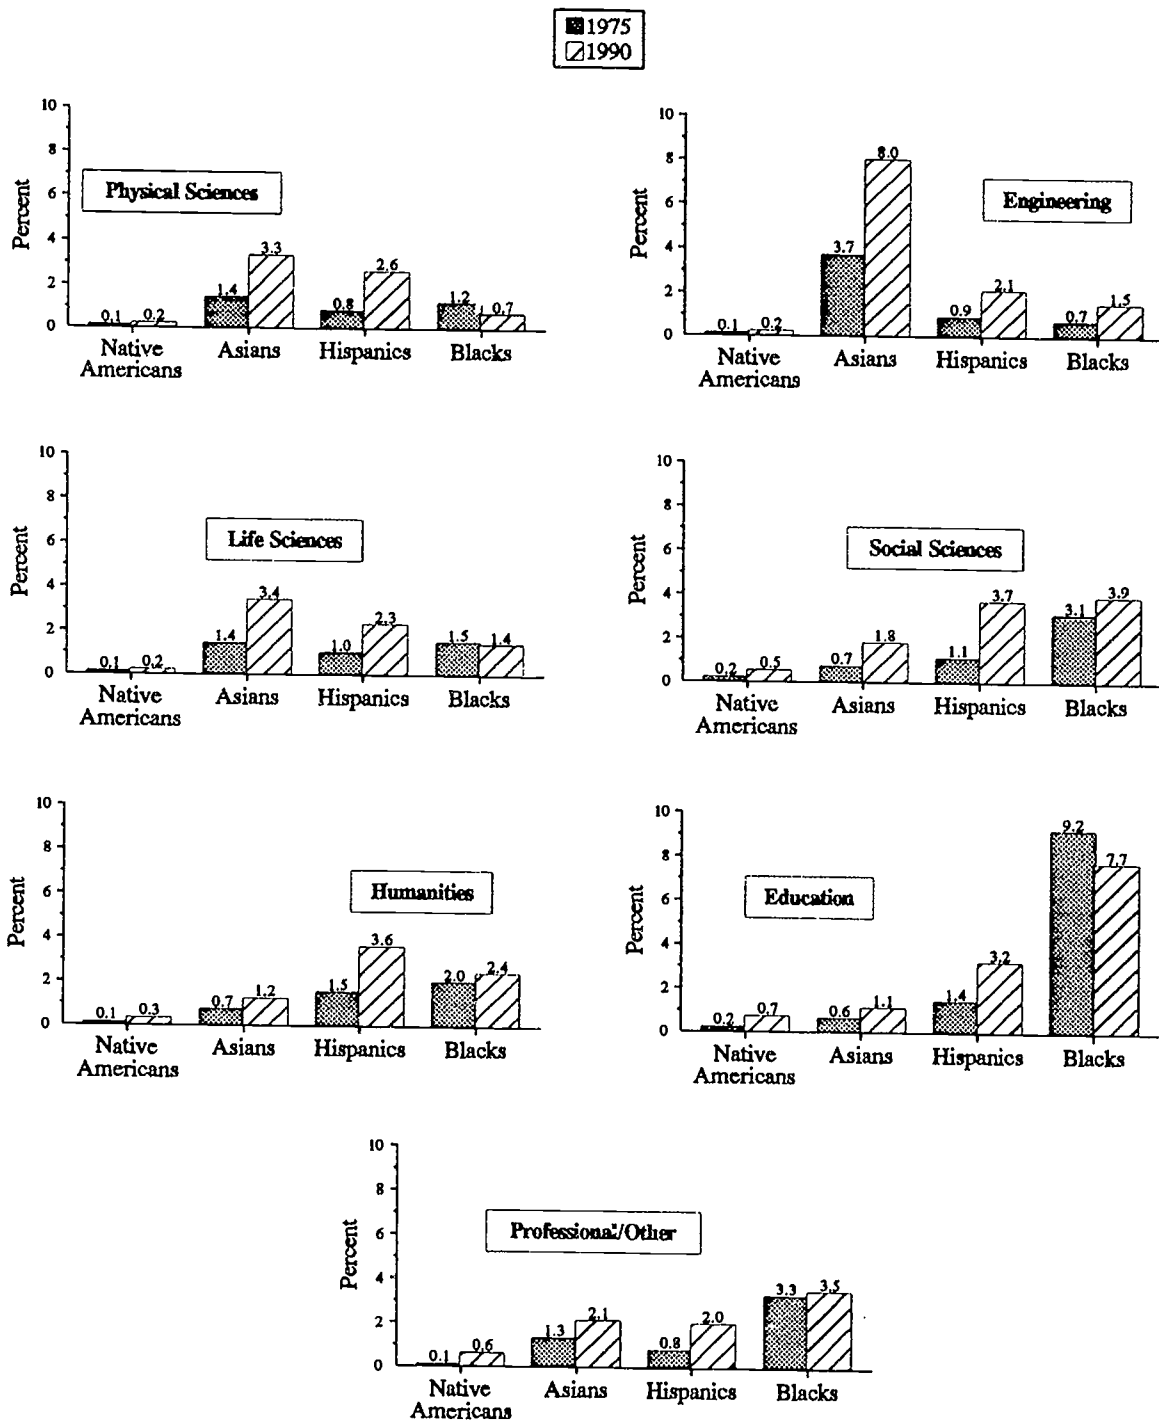 1975
1990
10
8
6
4
2
0
Percent
Physical Sciences
0.1 0.2
1.4 3.3
0.8 2.6
1.2 0.7
Native Americans
Asians
Hispanics
Blacks
10
8
6
4
2
0
Percent
Engineering
0.1 0.2
3.7 8.0
0.9 2.1
0.7 1.5
Native Americans
Asians
Hispanics
Blacks
10
8
6
4
2
0
Percent
Life Sciences
0.1 0.2
1.4 3.4
1.0 2.3
1.5 1.4
Native Americans
Asians
Hispanics
Blacks
10
8
6
4
2
0
Percent
Social Sciences
0.2 0.5
0.7 1.8
1.1 3.7
3.1 3.9
Native Americans
Asians
Hispanics
Blacks
10
8
6
4
2
0
Percent
Humanities
0.1 0.3
0.7 1.2
1.5 3.6
2.0 2.4
Native Americans
Asians
Hispanics
Blacks
10
8
6
4
2
0
Percent
Education
0.2 0.7
0.6 1.1
1.4 3.2
9.2 7.7
Native Americans
Asians
Hispanics
Blacks
10
8
6
4
2
0
Percent
Professional/Other
0.1 0.6
1.3 2.1
0.8 2.0
3.3 3.5
Native Americans
Asians
Hispanics
Blacks